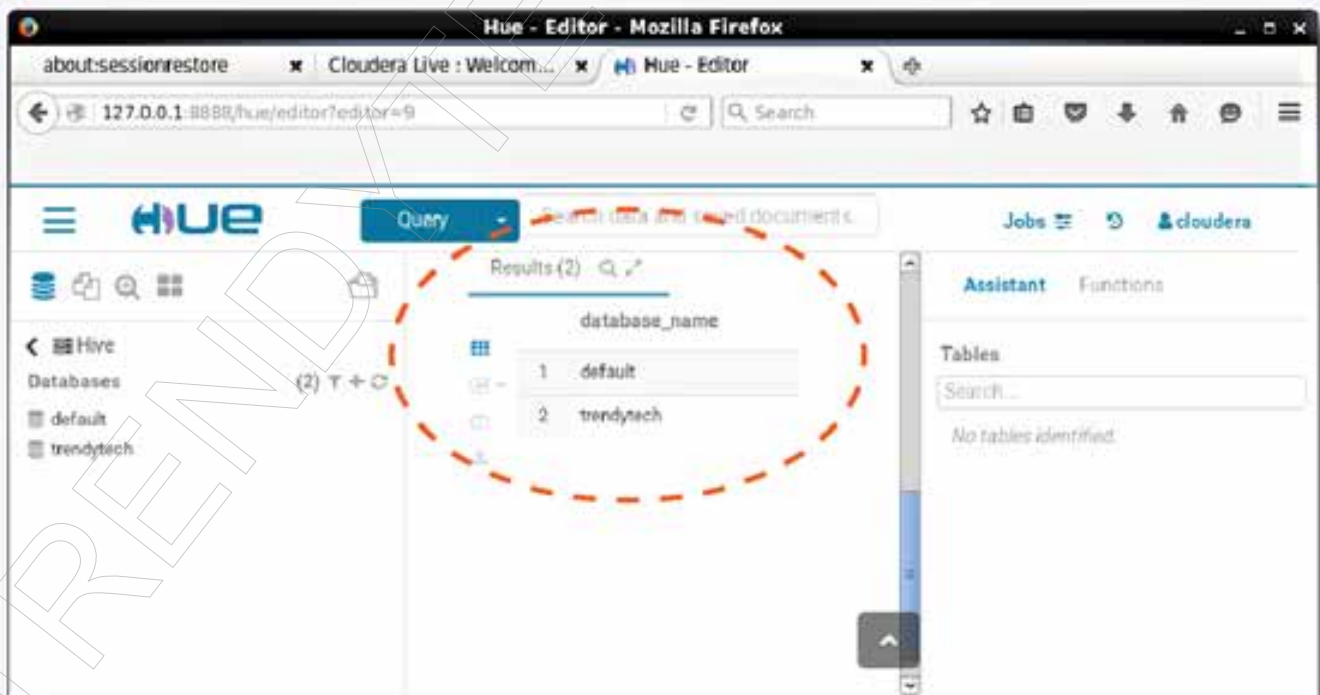 Hue - Editor - Mozilla Firefox
about:sessionrestore
Cloudera Live : Welcom...
Hue - Editor
127.0.0.1:8888/hue/editor?editor=9
Search
HUE
Query
Search data and saved documents...
Jobs
cloudera
Hive
Databases
(2)
default
trendytech
Results (2)
database_name
1 default
2 trendytech
Assistant
Functions
Tables
Search...
No tables identified.
TRENDYTE